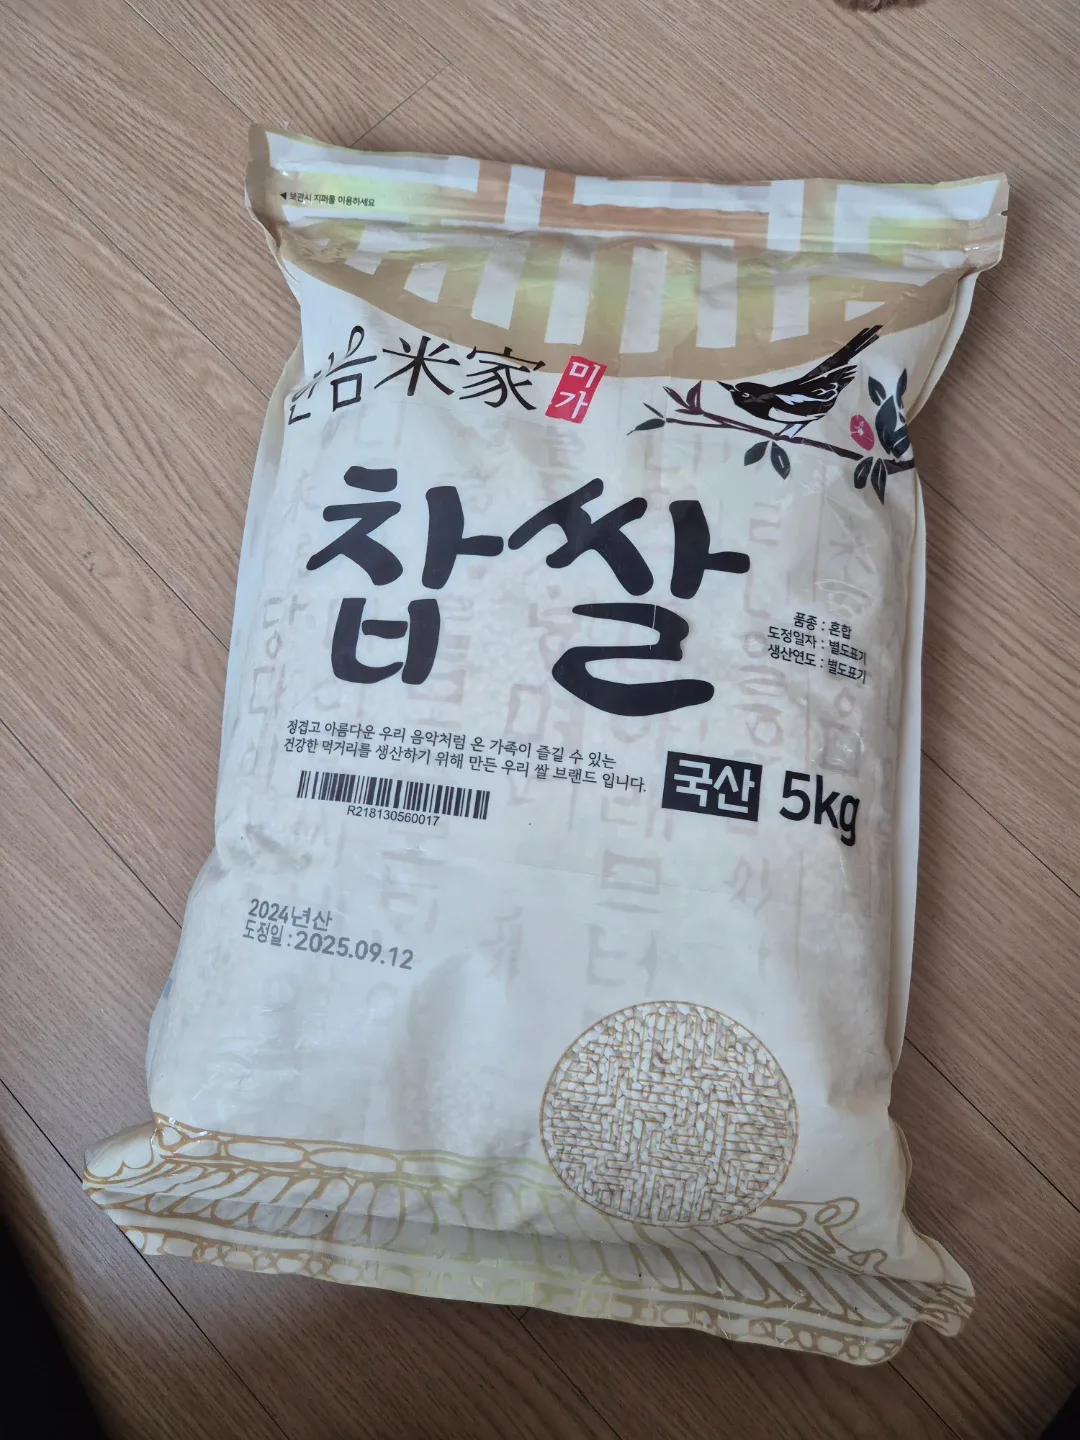 ◀ 보관시 지퍼를 이용하세요
음米家 미가
찹쌀
품종 : 혼합
도정일자 : 별도표기
생산연도 : 별도표기
정겹고 아름다운 우리 음악처럼 온 가족이 즐길 수 있는
건강한 먹거리를 생산하기 위해 만든 우리 쌀 브랜드 입니다.
국산 5kg
R218130560017
2024년산
도정일 : 2025.09.12